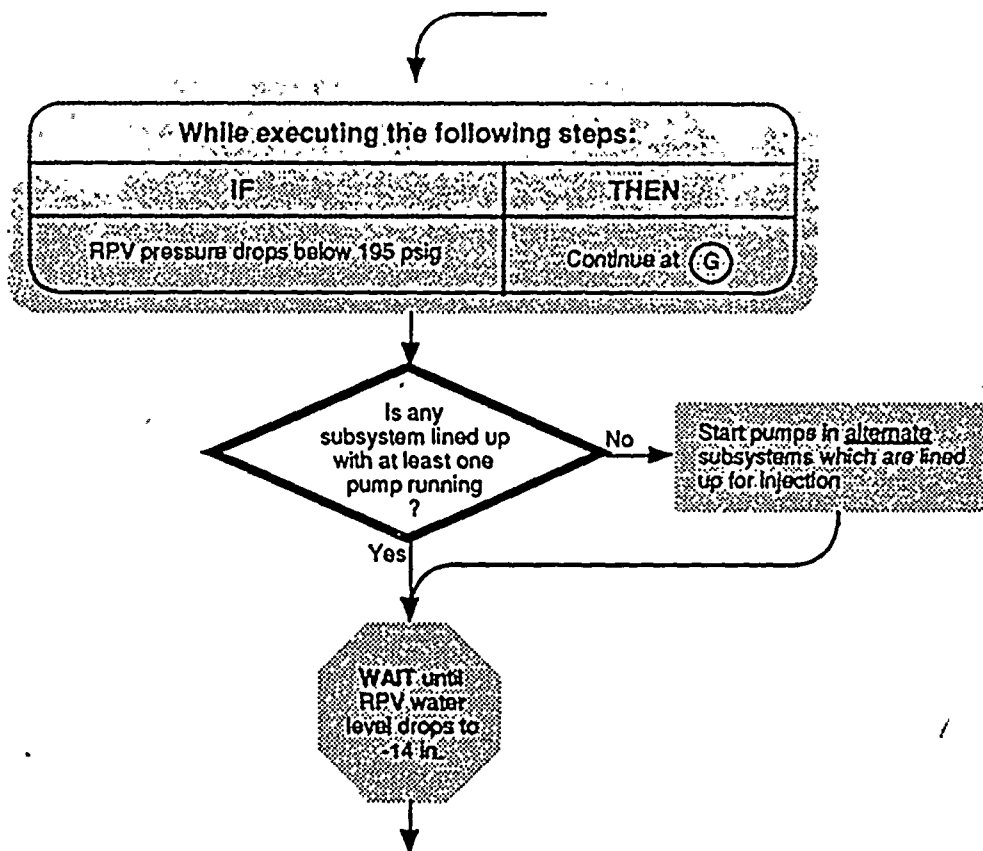 While executing the following steps:
IF
THEN
RPV pressure drops below 195 psig
Continue at G
Is any
subsystem lined up
with at least one
pump running
?
No
Start pumps in alternate
subsystems which are lined
up for injection
Yes
WAIT until
RPV water
level drops to
-14 in.